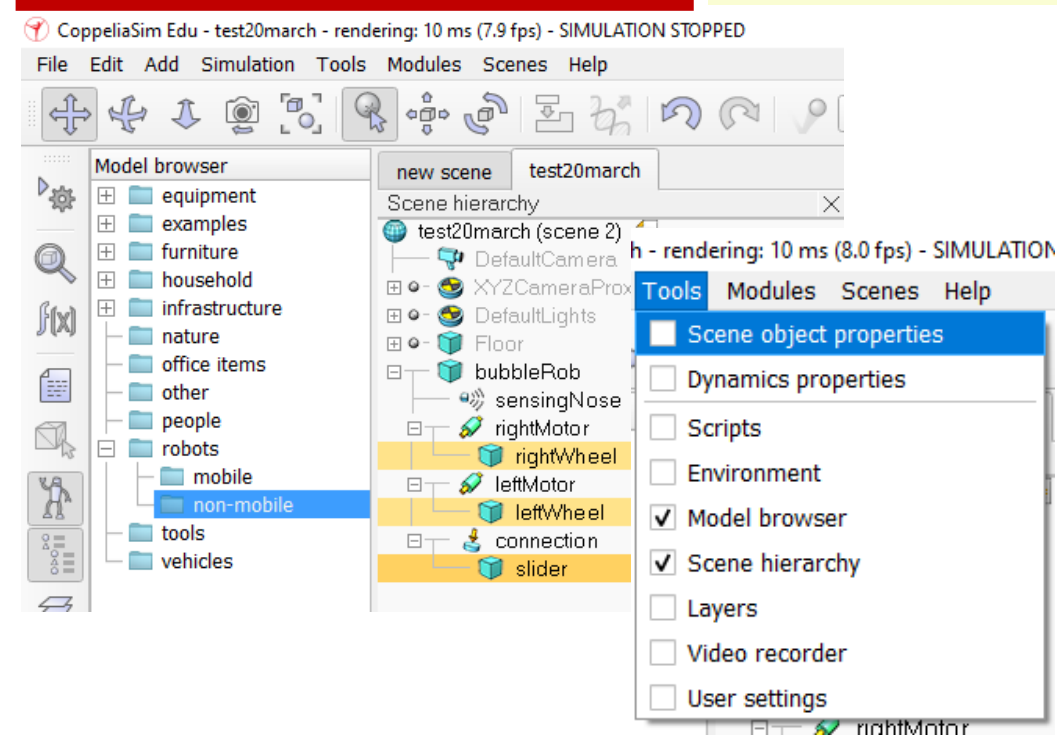 CoppeliaSim Edu - test20march - rendering: 10 ms (7.9 fps) - SIMULATION STOPPED
File Edit Add Simulation Tools Modules Scenes Help
Model browser
equipment
examples
furniture
household
infrastructure
nature
office items
other
people
robots
mobile
non-mobile
tools
vehicles
new scene test20march
Scene hierarchy
test20march (scene 2)
DefaultCamera
XYZCameraProx
DefaultLights
Floor
bubbleRob
sensingNose
rightMotor
rightWheel
leftMotor
leftWheel
connection
slider
h - rendering: 10 ms (8.0 fps) - SIMULATION
Tools Modules Scenes Help
Scene object properties
Dynamics properties
Scripts
Environment
Model browser
Scene hierarchy
Layers
Video recorder
User settings
rightMotor